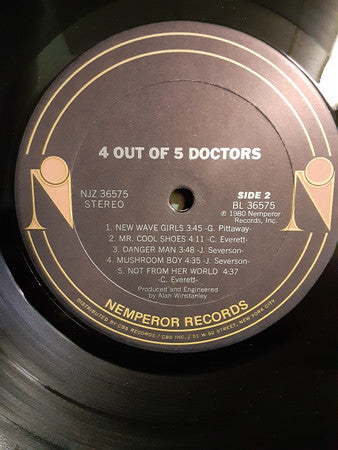 4 OUT OF 5 DOCTORS
NJZ 36575
STEREO
SIDE 2
BL 36575
℗ 1980 Nemperor
Records, Inc.
1. NEW WAVE GIRLS 3:45 -G. Pittaway-
2. MR. COOL SHOES 4:11 -C. Everett-
3. DANGER MAN 3:48 -J. Severson-
4. MUSHROOM BOY 4:35 -J. Severson-
5. NOT FROM HER WORLD 4:37
-C. Everett-
Produced and Engineered by
Alan Winstanley
NEMPEROR RECORDS
DISTRIBUTED BY CBS RECORDS / CBS INC. / 51 W. 52 STREET, NEW YORK CITY